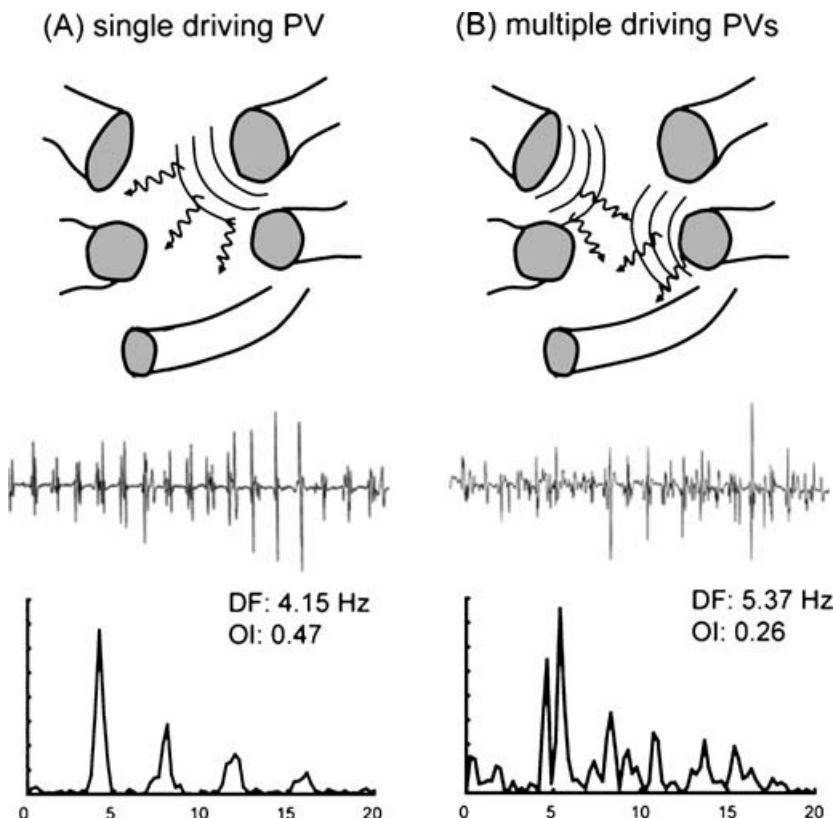 (A) single driving PV
(B) multiple driving PVs
DF: 4.15 Hz
OI: 0.47
0 5 10 15 20
DF: 5.37 Hz
OI: 0.26
0 5 10 15 20